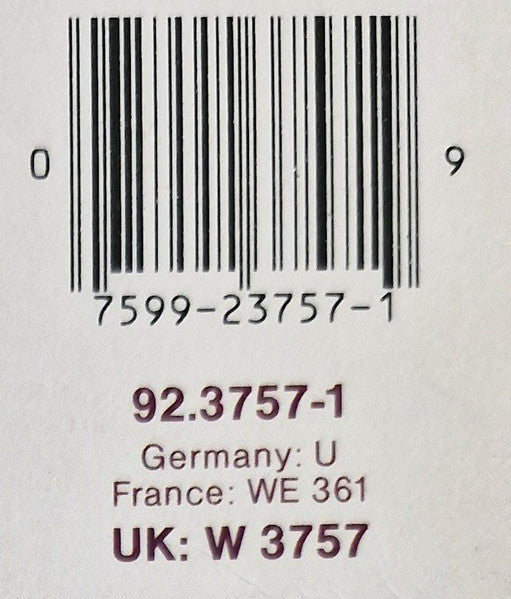 0 9
7599-23757-1
92.3757-1
Germany: U
France: WE 361
UK: W 3757